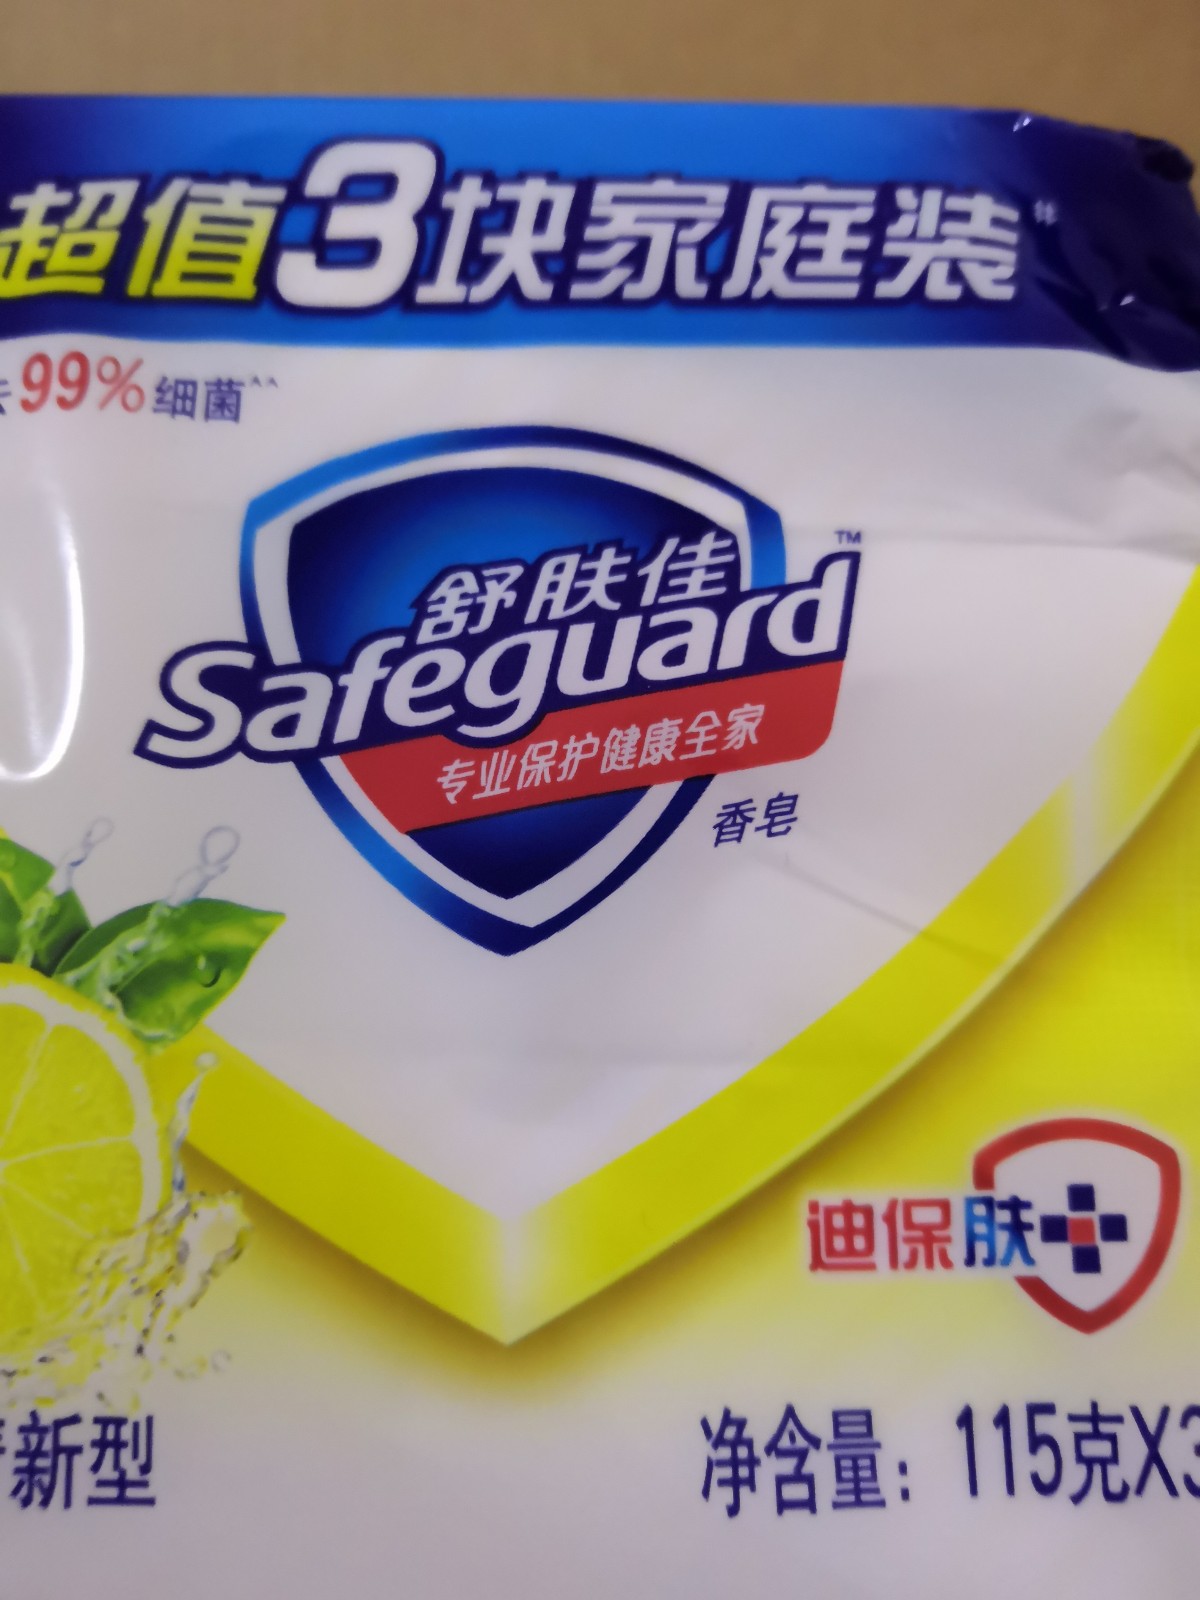 超值3块家庭装
99%细菌^^
舒肤佳
Safeguard™
专业保护健康全家
香皂
迪保肤
新型
净含量：115克X3